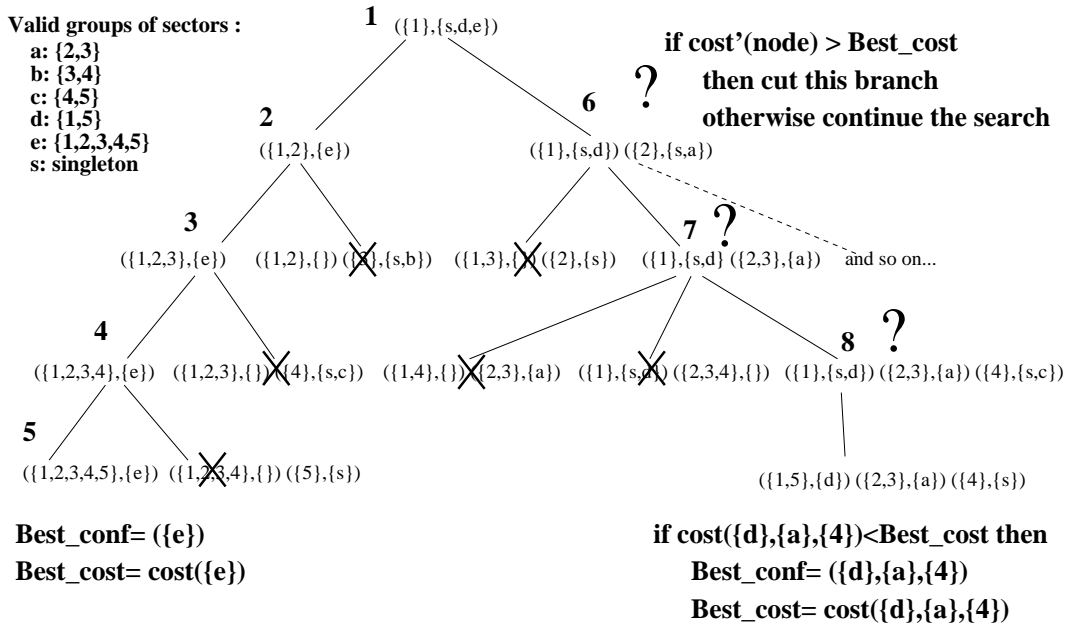 Valid groups of sectors :
a: {2,3}
b: {3,4}
c: {4,5}
d: {1,5}
e: {1,2,3,4,5}
s: singleton
1
({1},{s,d,e})
if cost'(node) > Best_cost
then cut this branch
otherwise continue the search
2
({1,2},{e})
6 ?
({1},{s,d}) ({2},{s,a})
3
({1,2,3},{e})
({1,2},{}) ({3},{s,b})
({1,3},{}) ({2},{s})
7 ?
({1},{s,d} ({2,3},{a})
and so on...
4
({1,2,3,4},{e})
({1,2,3},{}) ({4},{s,c})
({1,4},{}) ({2,3},{a})
({1},{s,d}) ({2,3,4},{})
8 ?
({1},{s,d}) ({2,3},{a}) ({4},{s,c})
5
({1,2,3,4,5},{e})
({1,2,3,4},{}) ({5},{s})
({1,5},{d}) ({2,3},{a}) ({4},{s})
Best_conf= ({e})
Best_cost= cost({e})
if cost({d},{a},{4})<Best_cost then
Best_conf= ({d},{a},{4})
Best_cost= cost({d},{a},{4})